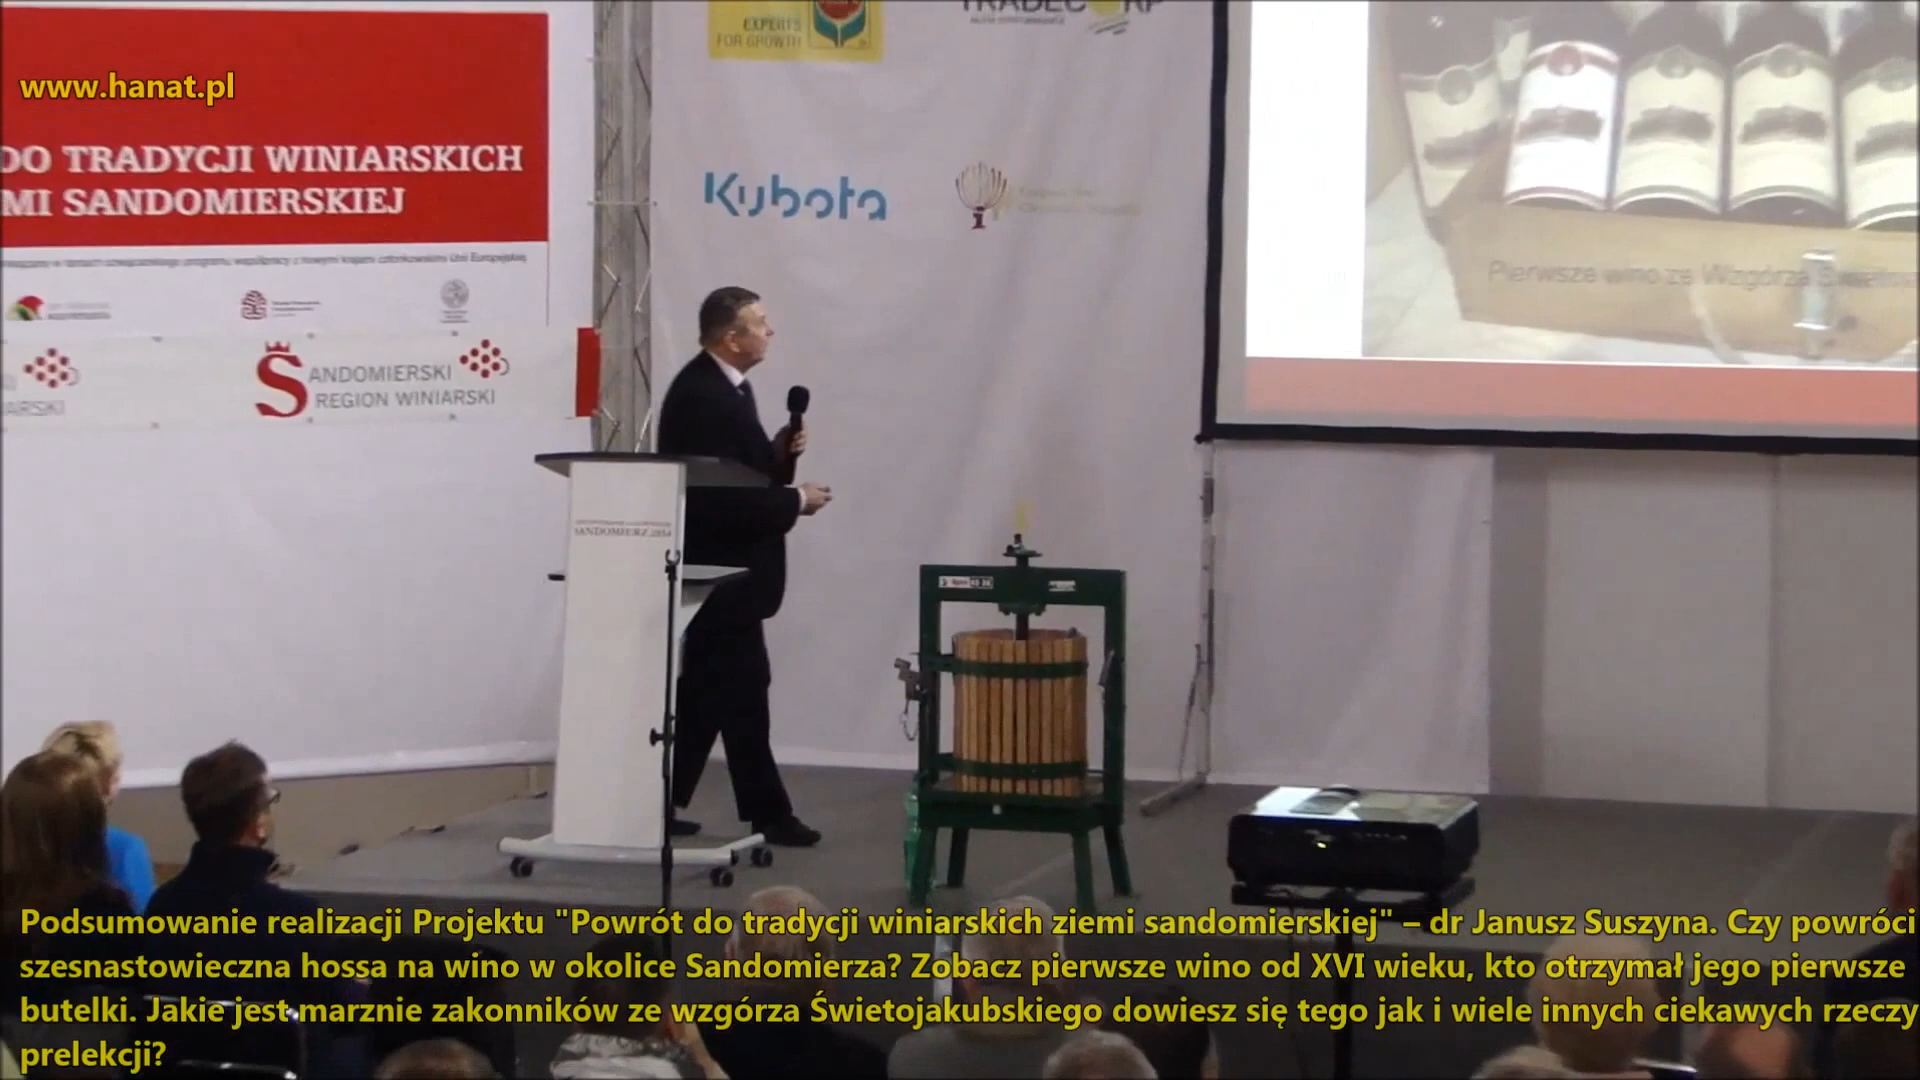 EXPERTS
FOR GROWTH
TRADECORP
www.hanat.pl
DO TRADYCJI WINIARSKICH
MI SANDOMIERSKIEJ
Kubota
Pierwsze wino ze Wzgórza
SANDOMIERSKI
REGION WINIARSKI
IARSKI
SANDOMIERZ 2014
Podsumowanie realizacji Projektu "Powrót do tradycji winiarskich ziemi sandomierskiej" – dr Janusz Suszyna. Czy powróci
szesnastowieczna hossa na wino w okolice Sandomierza? Zobacz pierwsze wino od XVI wieku, kto otrzymał jego pierwsze
butelki. Jakie jest marznie zakonników ze wzgórza Świetojakubskiego dowiesz się tego jak i wiele innych ciekawych rzeczy
prelekcji?